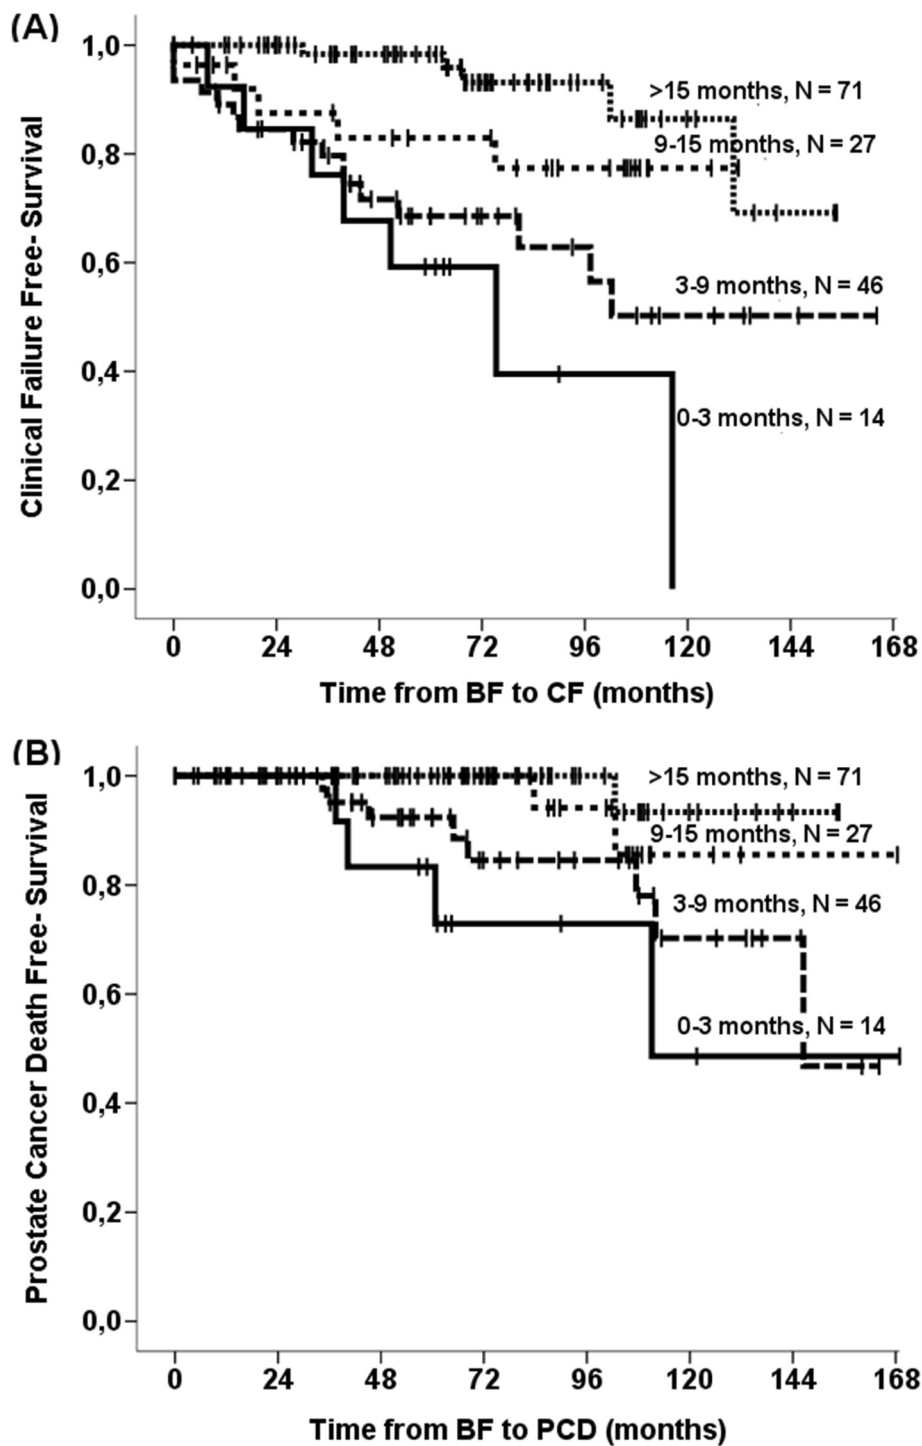 (A)
Clinical Failure Free- Survival
1,0
0,8
0,6
0,4
0,2
0,0
>15 months, N = 71
9-15 months, N = 27
3-9 months, N = 46
0-3 months, N = 14
0 24 48 72 96 120 144 168
Time from BF to CF (months)
(B)
Prostate Cancer Death Free- Survival
1,0
0,8
0,6
0,4
0,2
0,0
>15 months, N = 71
9-15 months, N = 27
3-9 months, N = 46
0-3 months, N = 14
0 24 48 72 96 120 144 168
Time from BF to PCD (months)